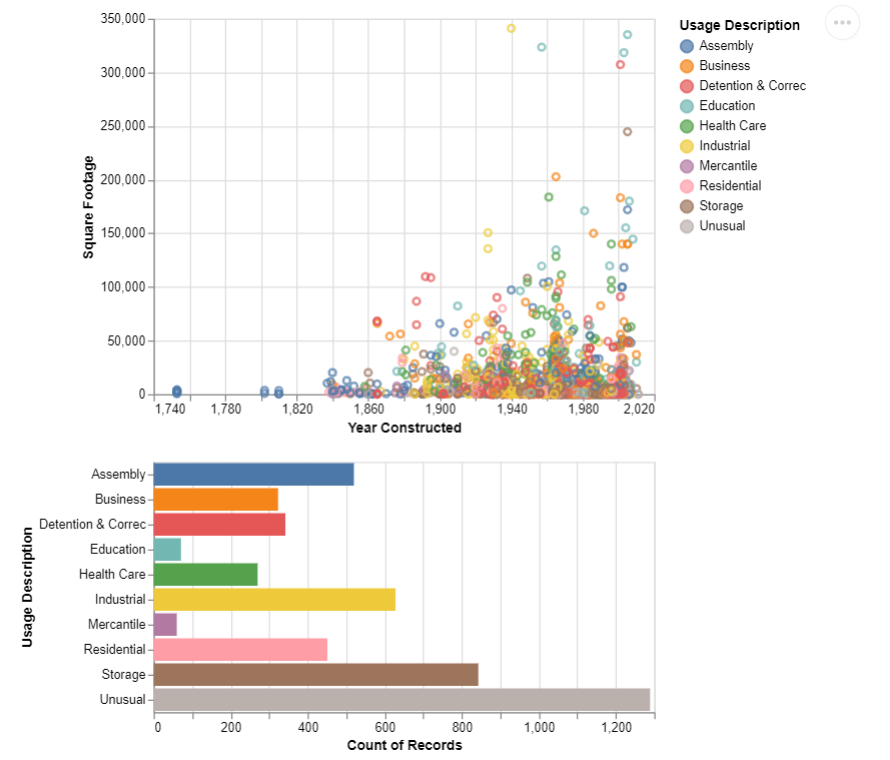 350,000
300,000
250,000
200,000
150,000
100,000
50,000
0
Square Footage
1,740 1,780 1,820 1,860 1,900 1,940 1,980 2,020
Year Constructed
Usage Description
Assembly
Business
Detention & Correc
Education
Health Care
Industrial
Mercantile
Residential
Storage
Unusual
Usage Description
Assembly
Business
Detention & Correc
Education
Health Care
Industrial
Mercantile
Residential
Storage
Unusual
0 200 400 600 800 1,000 1,200
Count of Records